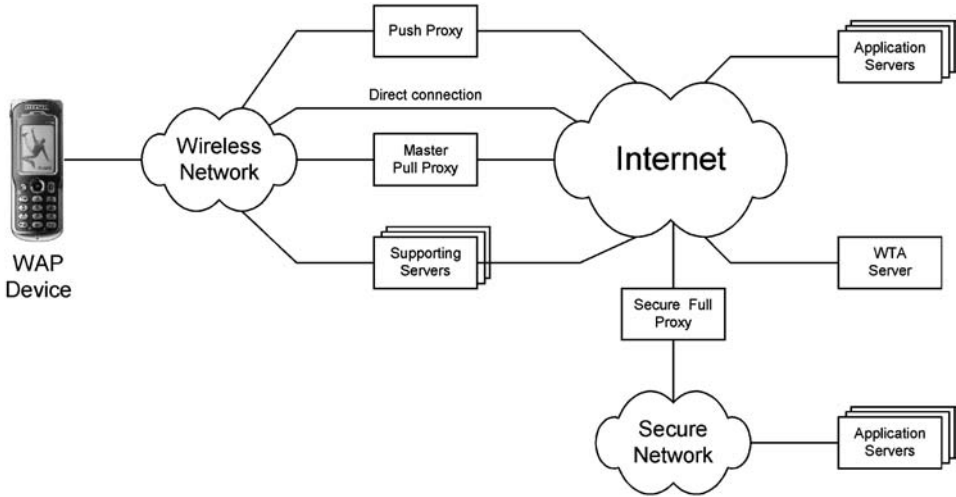 Push Proxy
Application
Servers
Direct connection
Wireless
Network
Master
Pull Proxy
Internet
WAP
Device
Supporting
Servers
WTA
Server
Secure Full
Proxy
Secure
Network
Application
Servers